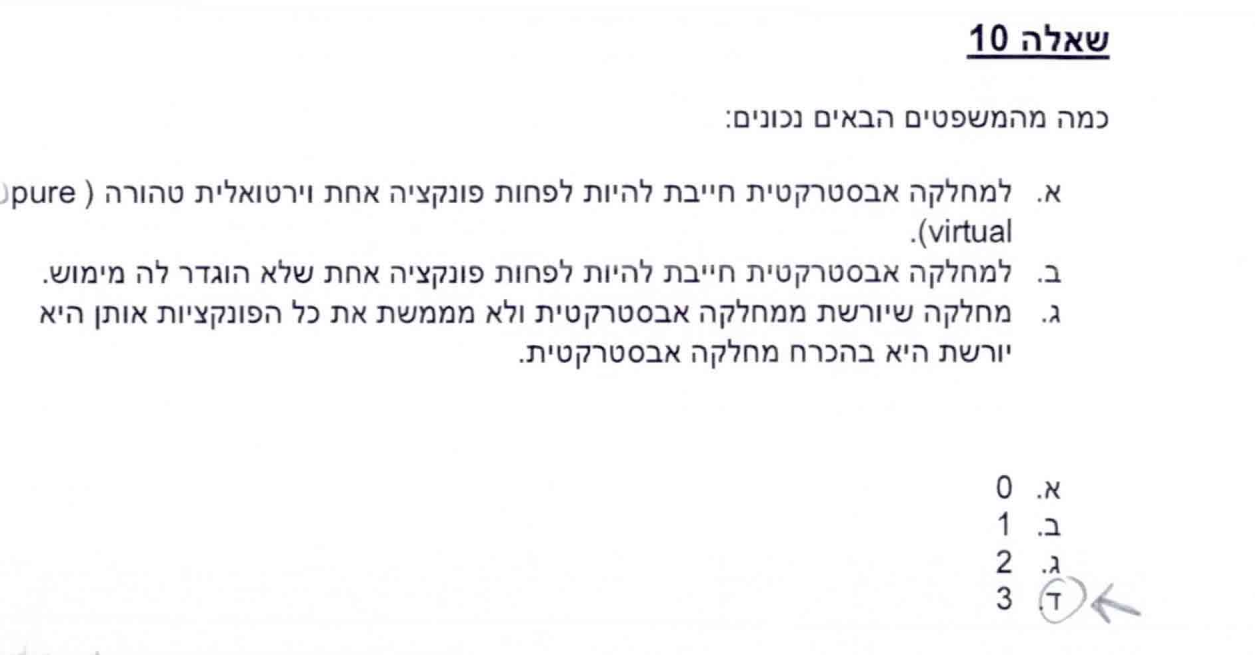 שאלה 10
כמה מהמשפטים הבאים נכונים:
א. למחלקה אבסטרקטית חייבת להיות לפחות פונקציה אחת וירטואלית טהורה ( pure
virtual).
ב. למחלקה אבסטרקטית חייבת להיות לפחות פונקציה אחת שלא הוגדר לה מימוש.
ג. מחלקה שיורשת ממחלקה אבסטרקטית ולא מממשת את כל הפונקציות אותן היא
יורשת היא בהכרח מחלקה אבסטרקטית.
א. 0
ב. 1
ג. 2
ד. 3